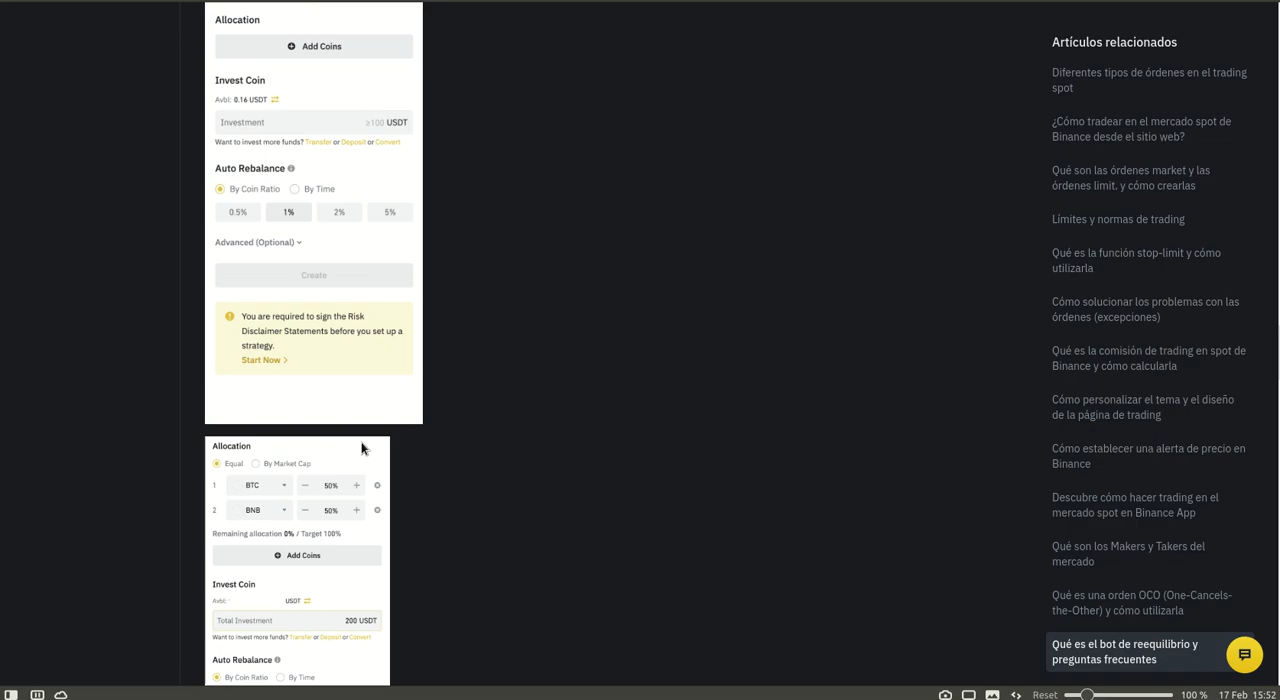 Allocation
Add Coins
Invest Coin
Avbl: 0.16 USDT
Investment ≥100 USDT
Want to invest more funds? Transfer or Deposit or Convert
Auto Rebalance
By Coin Ratio By Time
0.5% 1% 2% 5%
Advanced (Optional)
Create
You are required to sign the Risk
Disclaimer Statements before you set up a
strategy.
Start Now >
Allocation
Equal By Market Cap
1 BTC − 50% +
2 BNB − 50% +
Remaining allocation 0% / Target 100%
Add Coins
Invest Coin
Avbl: - USDT
Total Investment 200 USDT
Want to invest more funds? Transfer or Deposit or Convert
Auto Rebalance
By Coin Ratio By Time
Artículos relacionados
Diferentes tipos de órdenes en el trading
spot
¿Cómo tradear en el mercado spot de
Binance desde el sitio web?
Qué son las órdenes market y las
órdenes limit, y cómo crearlas
Límites y normas de trading
Qué es la función stop-limit y cómo
utilizarla
Cómo solucionar los problemas con las
órdenes (excepciones)
Qué es la comisión de trading en spot de
Binance y cómo calcularla
Cómo personalizar el tema y el diseño
de la página de trading
Cómo establecer una alerta de precio en
Binance
Descubre cómo hacer trading en el
mercado spot en Binance App
Qué son los Makers y Takers del
mercado
Qué es una orden OCO (One-Cancels-
the-Other) y cómo utilizarla
Qué es el bot de reequilibrio y
preguntas frecuentes
Reset 100 % 17 Feb 15:52